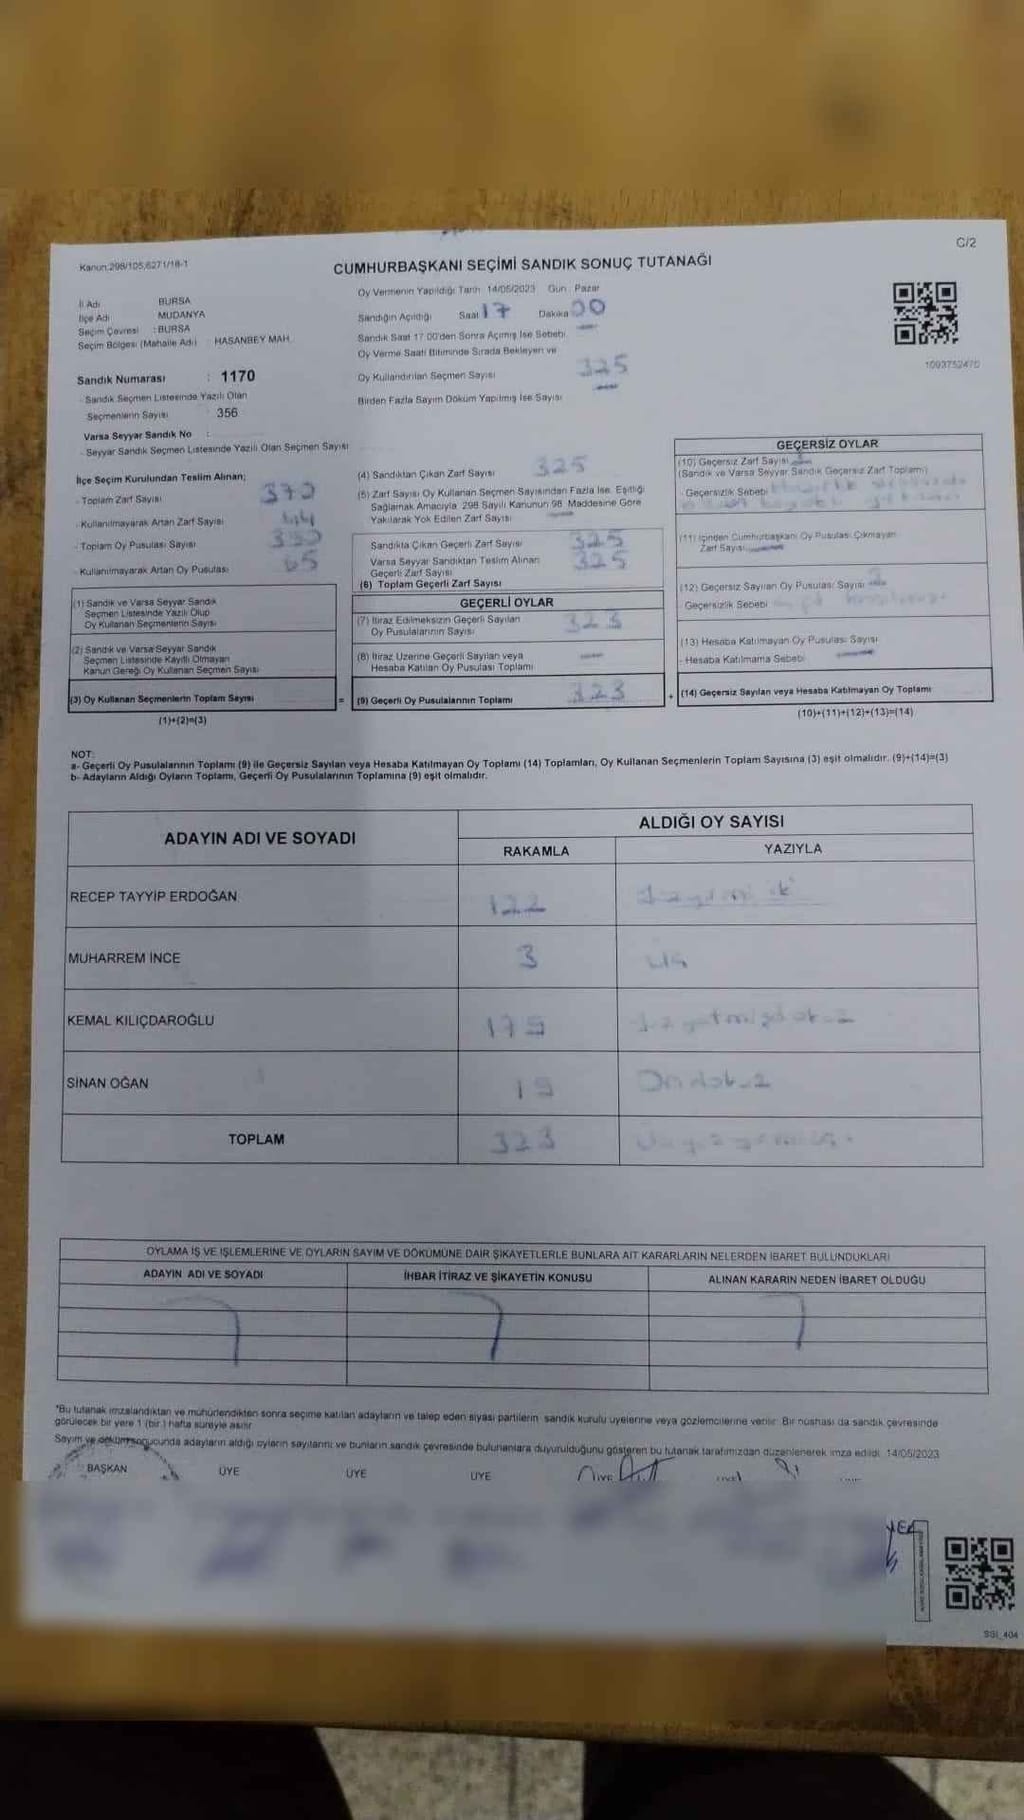 C/2
Kanun:298/105,6271/18-1
CUMHURBAŞKANI SEÇİMİ SANDIK SONUÇ TUTANAĞI
İl Adı BURSA
İlçe Adı MUDANYA
Seçim Çevresi : BURSA
Seçim Bölgesi (Mahalle Adı) HASANBEY MAH.
Oy Vermenin Yapıldığı Tarih 14/05/2023 Gün : Pazar
Sandığın Açıldığı Saat 17 Dakika 00
Sandık Saat 17:00'den Sonra Açılmış İse Sebebi
Oy Verme Saati Bitiminde Sırada Bekleyen ve
Oy Kullandırılan Seçmen Sayısı 325
Birden Fazla Sayım Döküm Yapılmış İse Sayısı
1093752470
Sandık Numarası : 1170
- Sandık Seçmen Listesinde Yazılı Olan
Seçmenlerin Sayısı : 356
Varsa Seyyar Sandık No :
- Seyyar Sandık Seçmen Listesinde Yazılı Olan Seçmen Sayısı
İlçe Seçim Kurulundan Teslim Alınan;
- Toplam Zarf Sayısı
- Kullanılmayarak Artan Zarf Sayısı
- Toplam Oy Pusulası Sayısı
- Kullanılmayarak Artan Oy Pusulası 65
(1) Sandık ve Varsa Seyyar Sandık
Seçmen Listesinde Yazılı Olup
Oy Kullanan Seçmenlerin Sayısı
(2) Sandık ve Varsa Seyyar Sandık
Seçmen Listesinde Kayıtlı Olmayan
Kanun Gereği Oy Kullanan Seçmen Sayısı
(3) Oy Kullanan Seçmenlerin Toplam Sayısı
=
(1)+(2)=(3)
(4) Sandıktan Çıkan Zarf Sayısı 325
(5) Zarf Sayısı Oy Kullanan Seçmen Sayısından Fazla İse, Eşitliği
Sağlamak Amacıyla 298 Sayılı Kanunun 98. Maddesine Göre
Yakılarak Yok Edilen Zarf Sayısı
Sandıkta Çıkan Geçerli Zarf Sayısı 325
Varsa Seyyar Sandıktan Teslim Alınan
Geçerli Zarf Sayısı 325
(6) Toplam Geçerli Zarf Sayısı
GEÇERLİ OYLAR
(7) İtiraz Edilmeksizin Geçerli Sayılan
Oy Pusulalarının Sayısı 323
(8) İtiraz Üzerine Geçerli Sayılan veya
Hesaba Katılan Oy Pusulası Toplamı
(9) Geçerli Oy Pusulalarının Toplamı 323
+
GEÇERSİZ OYLAR
(10) Geçersiz Zarf Sayısı
(Sandık ve Varsa Seyyar Sandık Geçersiz Zarf Toplamı)
- Geçersizlik Sebebi
(11) İçinden Cumhurbaşkanı Oy Pusulası Çıkmayan
Zarf Sayısı
(12) Geçersiz Sayılan Oy Pusulası Sayısı
- Geçersizlik Sebebi
(13) Hesaba Katılmayan Oy Pusulası Sayısı
- Hesaba Katılmama Sebebi
(14) Geçersiz Sayılan veya Hesaba Katılmayan Oy Toplamı
(10)+(11)+(12)+(13)=(14)
NOT:
a- Geçerli Oy Pusulalarının Toplamı (9) ile Geçersiz Sayılan veya Hesaba Katılmayan Oy Toplamı (14) Toplamları, Oy Kullanan Seçmenlerin Toplam Sayısına (3) eşit olmalıdır. (9)+(14)=(3)
b- Adayların Aldığı Oyların Toplamı, Geçerli Oy Pusulalarının Toplamına (9) eşit olmalıdır.
ADAYIN ADI VE SOYADI
ALDIĞI OY SAYISI
RAKAMLA YAZIYLA
RECEP TAYYİP ERDOĞAN 122
MUHARREM İNCE 3
KEMAL KILIÇDAROĞLU 179
SİNAN OĞAN 19
TOPLAM 323
OYLAMA İŞ VE İŞLEMLERİNE VE OYLARIN SAYIM VE DÖKÜMÜNE DAİR ŞİKAYETLERLE BUNLARA AİT KARARLARIN NELERDEN İBARET BULUNDUKLARI
ADAYIN ADI VE SOYADI İHBAR İTİRAZ VE ŞİKAYETİN KONUSU ALINAN KARARIN NEDEN İBARET OLDUĞU
*Bu tutanak imzalandıktan ve mühürlendikten sonra seçime katılan adayların ve talep eden siyasi partilerin sandık kurulu üyelerine veya gözlemcilerine verilir. Bir nüshası da sandık çevresinde
görülecek bir yere 1 (bir) hafta süreyle asılır.
Sayım ve döküm sonucunda adayların aldığı oyların sayılarını ve bunların sandık çevresinde bulunanlara duyurulduğunu gösteren bu tutanak tarafımızdan düzenlenerek imza edildi. 14/05/2023
BAŞKAN ÜYE ÜYE ÜYE
SSI_404